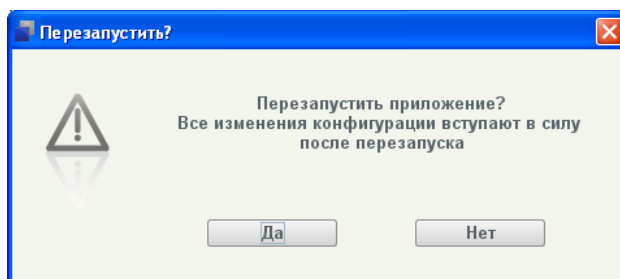 Перезапустить?
Перезапустить приложение?
Все изменения конфигурации вступают в силу
после перезапуска
Да
Нет